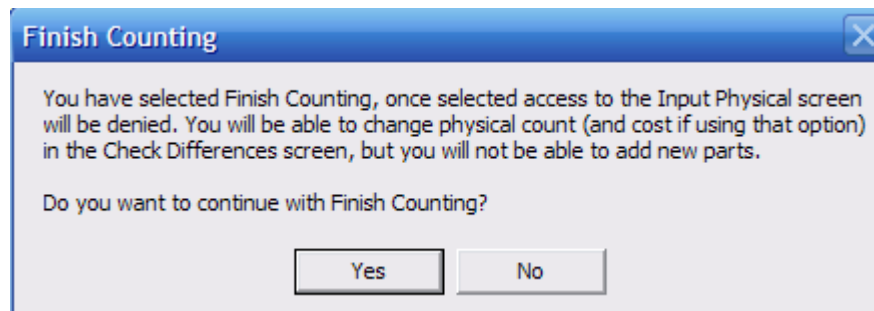 Finish Counting
You have selected Finish Counting, once selected access to the Input Physical screen
will be denied. You will be able to change physical count (and cost if using that option)
in the Check Differences screen, but you will not be able to add new parts.
Do you want to continue with Finish Counting?
Yes
No